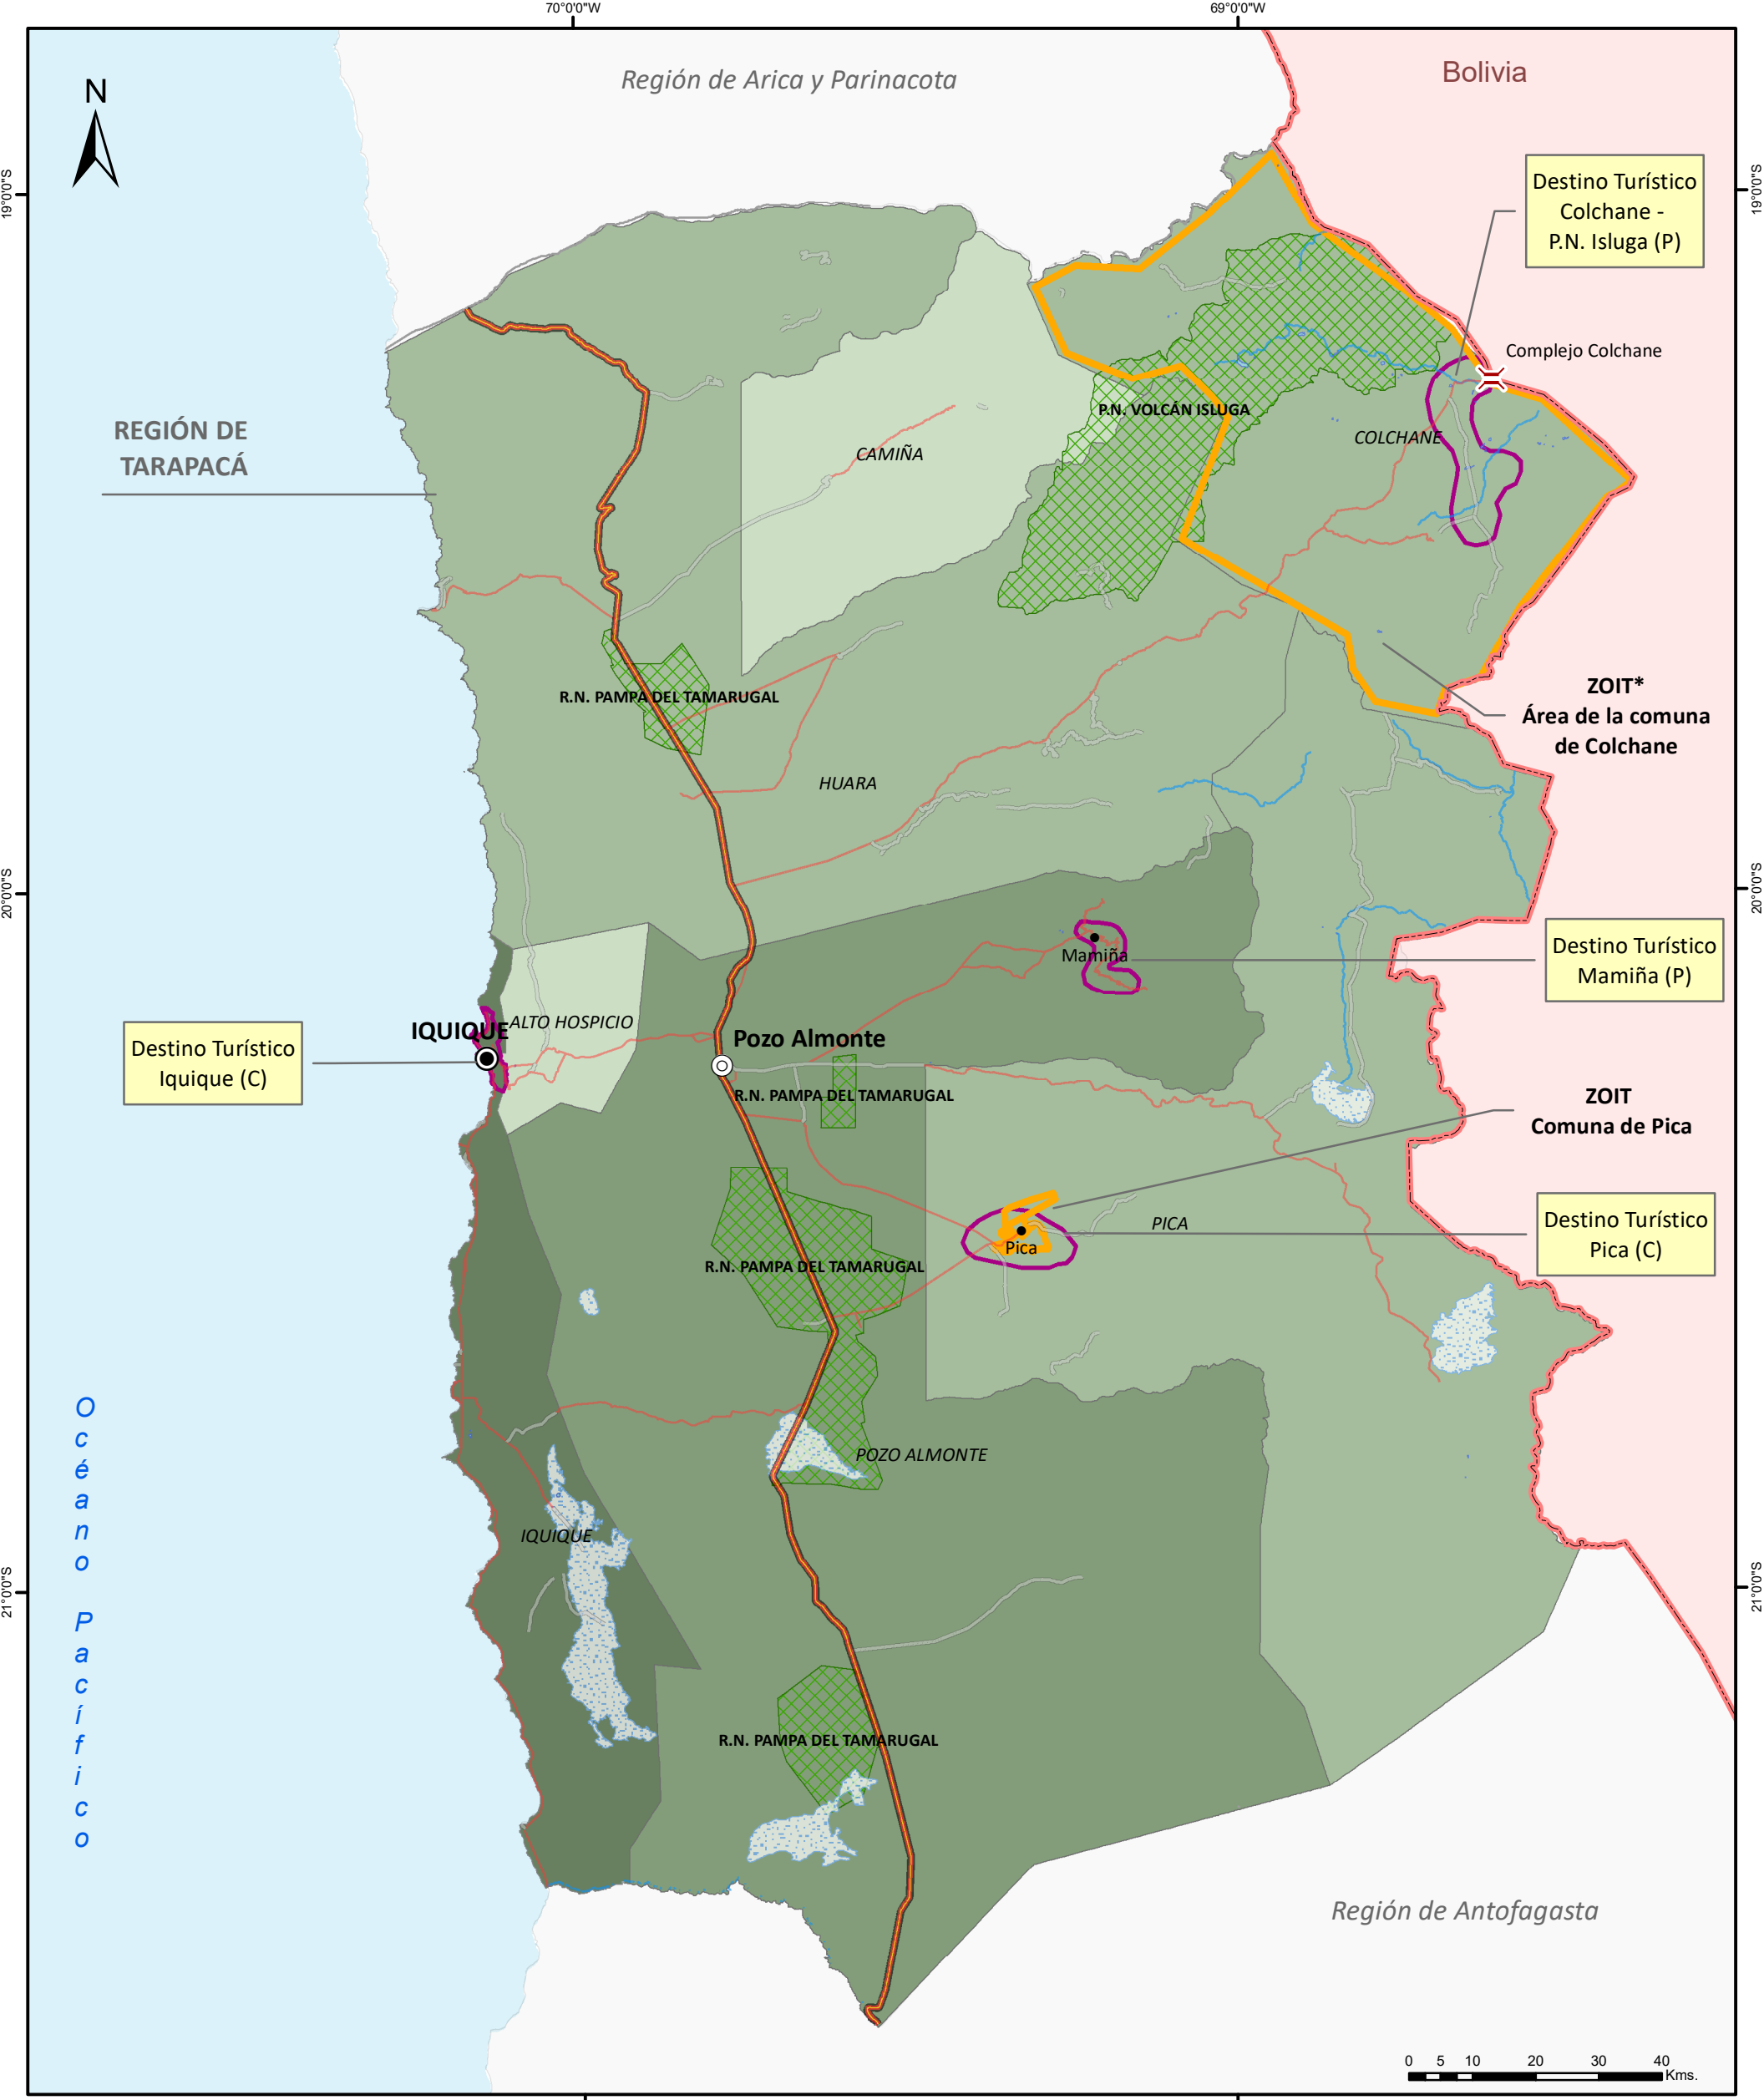 70°0'0"W
69°0'0"W
Región de Arica y Parinacota
Bolivia
N
19°0'0"S
19°0'0"S
Destino Turístico
Colchane -
P.N. Isluga (P)
Complejo Colchane
P.N. VOLCÁN ISLUGA
COLCHANE
REGIÓN DE
TARAPACÁ
CAMIÑA
R.N. PAMPA DEL TAMARUGAL
ZOIT*
Área de la comuna
de Colchane
HUARA
20°0'0"S
20°0'0"S
Mamiña
Destino Turístico
Mamiña (P)
IQUIQUE
ALTO HOSPICIO
Pozo Almonte
Destino Turístico
Iquique (C)
R.N. PAMPA DEL TAMARUGAL
ZOIT
Comuna de Pica
PICA
Pica
Destino Turístico
Pica (C)
R.N. PAMPA DEL TAMARUGAL
Océano Pacífico
POZO ALMONTE
IQUIQUE
21°0'0"S
21°0'0"S
R.N. PAMPA DEL TAMARUGAL
Región de Antofagasta
0 5 10 20 30 40
Kms.